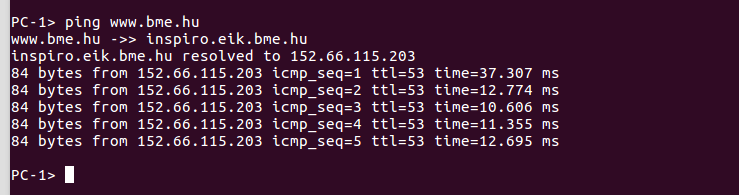 PC-1> ping www.bme.hu
www.bme.hu ->> inspiro.eik.bme.hu
inspiro.eik.bme.hu resolved to 152.66.115.203
84 bytes from 152.66.115.203 icmp_seq=1 ttl=53 time=37.307 ms
84 bytes from 152.66.115.203 icmp_seq=2 ttl=53 time=12.774 ms
84 bytes from 152.66.115.203 icmp_seq=3 ttl=53 time=10.606 ms
84 bytes from 152.66.115.203 icmp_seq=4 ttl=53 time=11.355 ms
84 bytes from 152.66.115.203 icmp_seq=5 ttl=53 time=12.695 ms
PC-1>